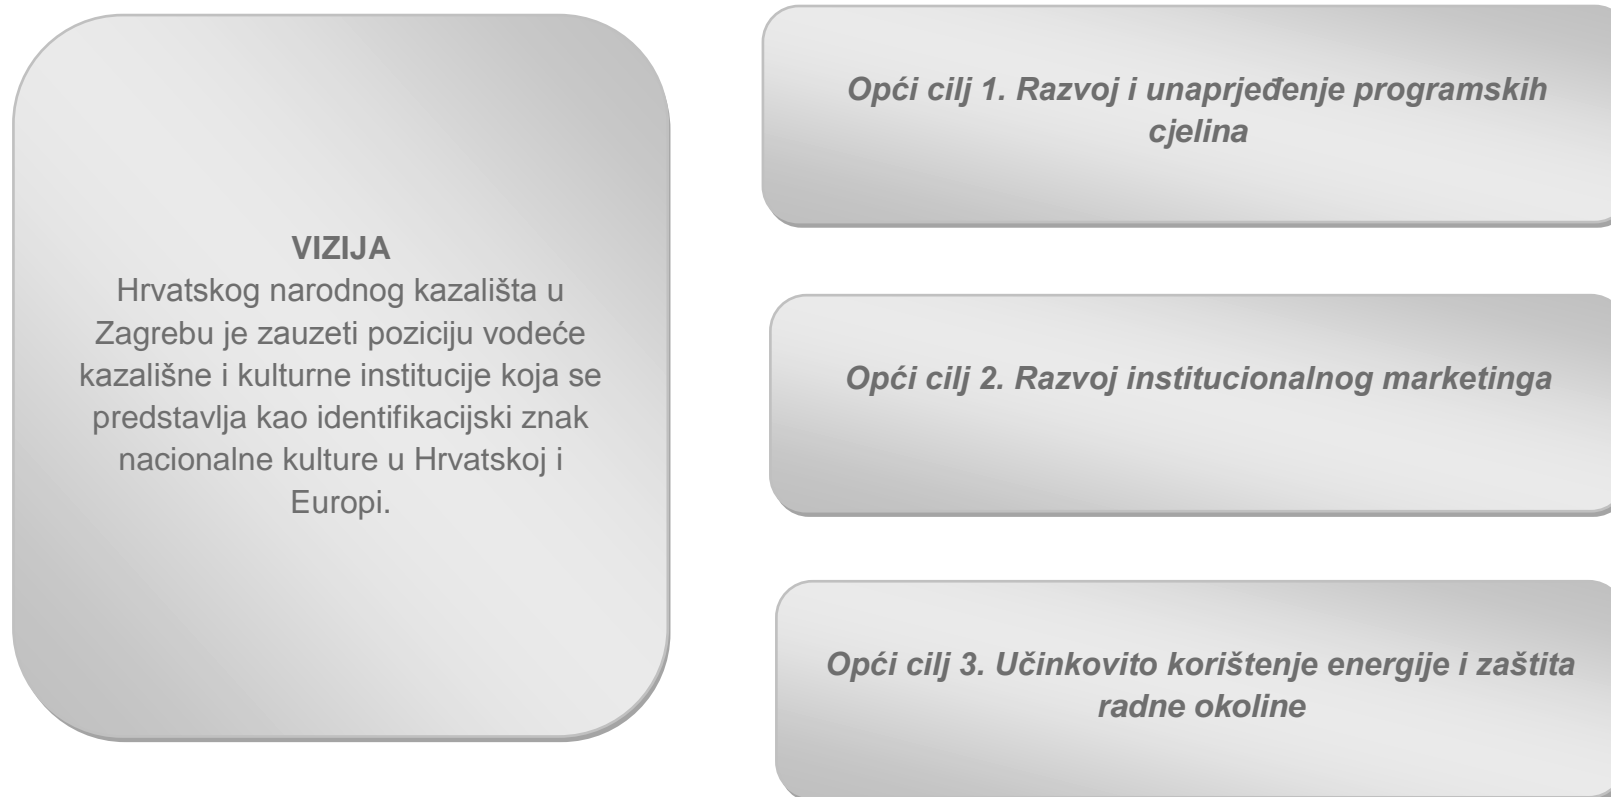 VIZIJA
Hrvatskog narodnog kazališta u
Zagrebu je zauzeti poziciju vodeće
kazališne i kulturne institucije koja se
predstavlja kao identifikacijski znak
nacionalne kulture u Hrvatskoj i
Europi.
Opći cilj 1. Razvoj i unaprjeđenje programskih
cjelina
Opći cilj 2. Razvoj institucionalnog marketinga
Opći cilj 3. Učinkovito korištenje energije i zaštita
radne okoline